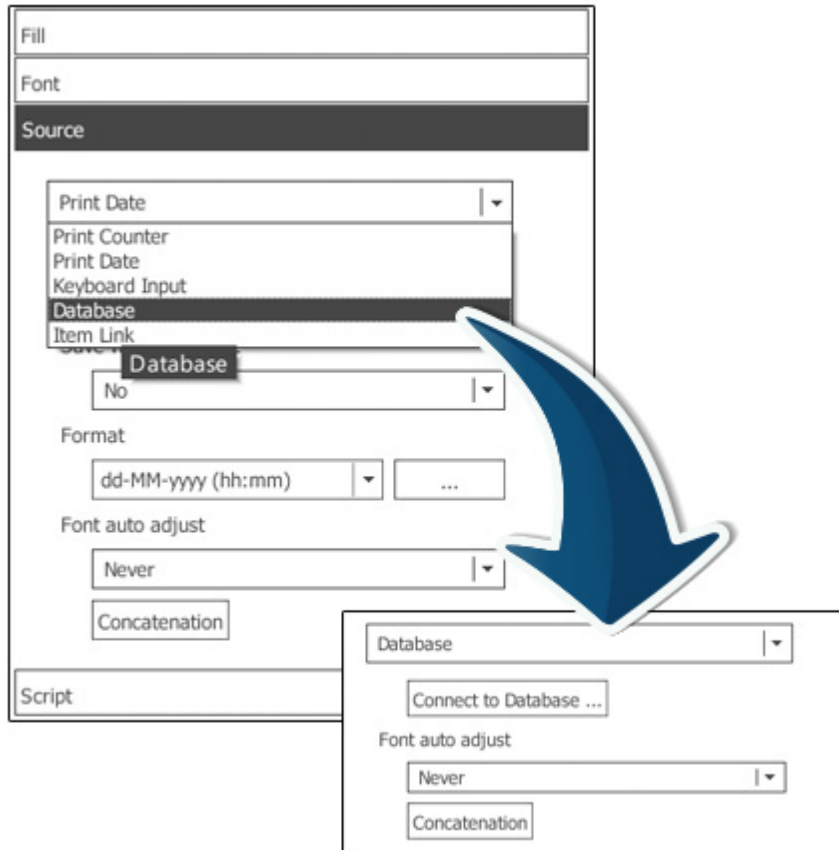 Fill
Font
Source
Print Date
Print Counter
Print Date
Keyboard Input
Database
Item Link
Database
No
Format
dd-MM-yyyy (hh:mm)
...
Font auto adjust
Never
Concatenation
Script
Database
Connect to Database ...
Font auto adjust
Never
Concatenation